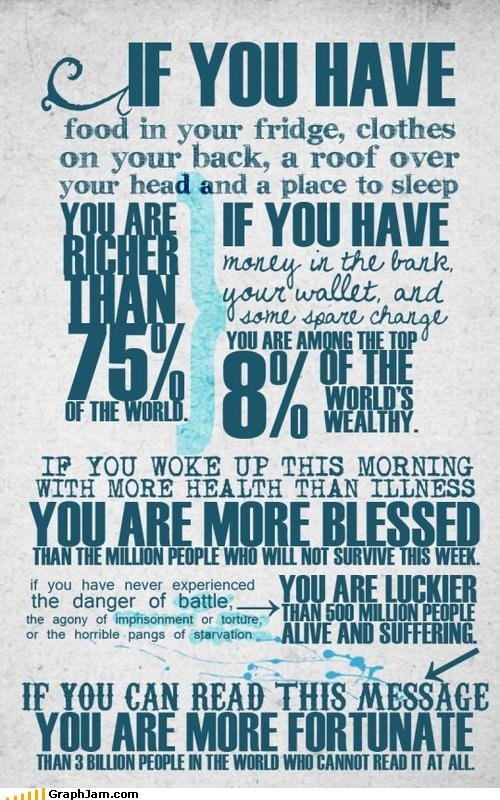 IF YOU HAVE
food in your fridge, clothes
on your back, a roof over
your head and a place to sleep
YOU ARE
RICHER
THAN
75%
OF THE WORLD.
IF YOU HAVE
money in the bank,
your wallet, and
some spare change
YOU ARE AMONG THE TOP
8% OF THE
WORLD'S
WEALTHY.
IF YOU WOKE UP THIS MORNING
WITH MORE HEALTH THAN ILLNESS
YOU ARE MORE BLESSED
THAN THE MILLION PEOPLE WHO WILL NOT SURVIVE THIS WEEK.
if you have never experienced
the danger of battle,
the agony of imprisonment or torture,
or the horrible pangs of starvation
YOU ARE LUCKIER
THAN 500 MILLION PEOPLE
ALIVE AND SUFFERING.
IF YOU CAN READ THIS MESSAGE
YOU ARE MORE FORTUNATE
THAN 3 BILLION PEOPLE IN THE WORLD WHO CANNOT READ IT AT ALL.
GraphJam.com